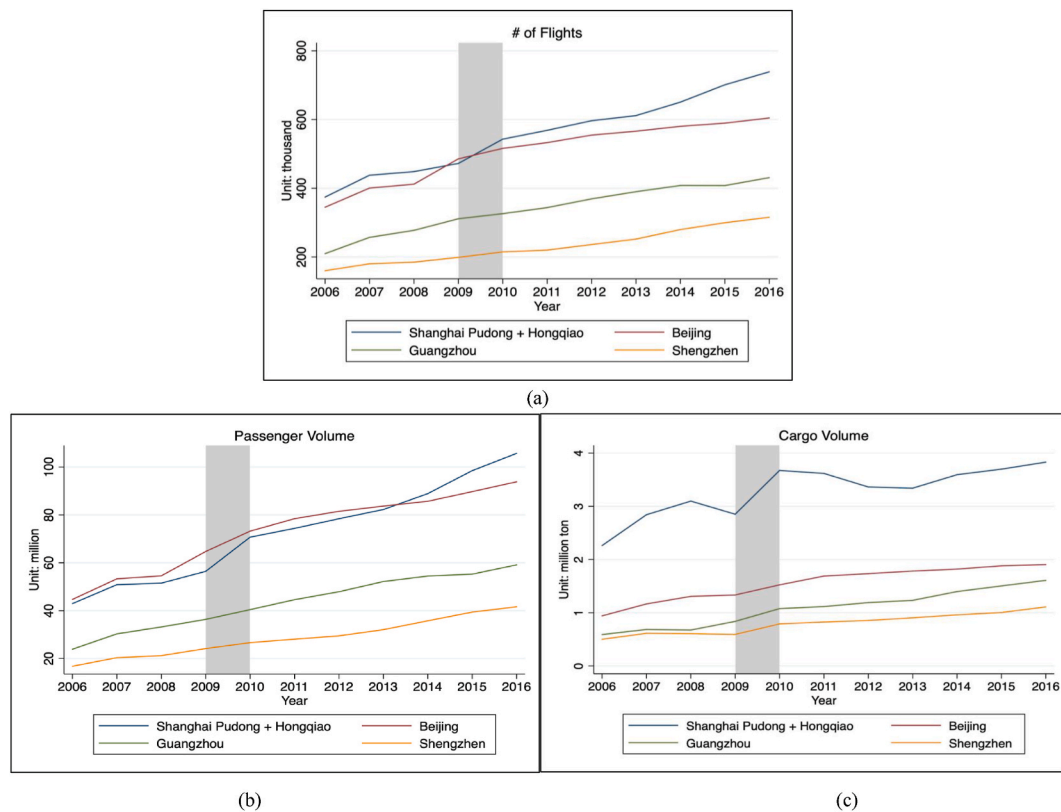 # of Flights
Unit: thousand
800
600
400
200
2006 2007 2008 2009 2010 2011 2012 2013 2014 2015 2016
Year
Shanghai Pudong + Hongqiao Beijing
Guangzhou Shengzhen
(a)
Passenger Volume
Unit: million
100
80
60
40
20
2006 2007 2008 2009 2010 2011 2012 2013 2014 2015 2016
Year
Shanghai Pudong + Hongqiao Beijing
Guangzhou Shengzhen
(b)
Cargo Volume
Unit: million ton
4
3
2
1
0
2006 2007 2008 2009 2010 2011 2012 2013 2014 2015 2016
Year
Shanghai Pudong + Hongqiao Beijing
Guangzhou Shengzhen
(c)